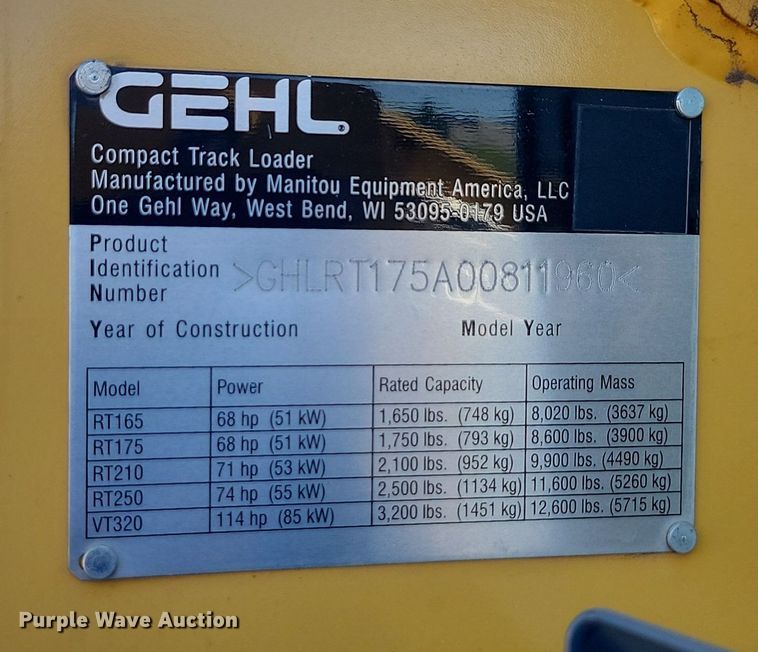 GEHL
Compact Track Loader
Manufactured by Manitou Equipment America, LLC
One Gehl Way, West Bend, WI 53095-0179 USA
Product
Identification >GHLRT175A00811960<
Number
Year of Construction Model Year
Model Power Rated Capacity Operating Mass
RT165 68 hp (51 kW) 1,650 lbs. (748 kg) 8,020 lbs. (3637 kg)
RT175 68 hp (51 kW) 1,750 lbs. (793 kg) 8,600 lbs. (3900 kg)
RT210 71 hp (53 kW) 2,100 lbs. (952 kg) 9,900 lbs. (4490 kg)
RT250 74 hp (55 kW) 2,500 lbs. (1134 kg) 11,600 lbs. (5260 kg)
VT320 114 hp (85 kW) 3,200 lbs. (1451 kg) 12,600 lbs. (5715 kg)
Purple Wave Auction